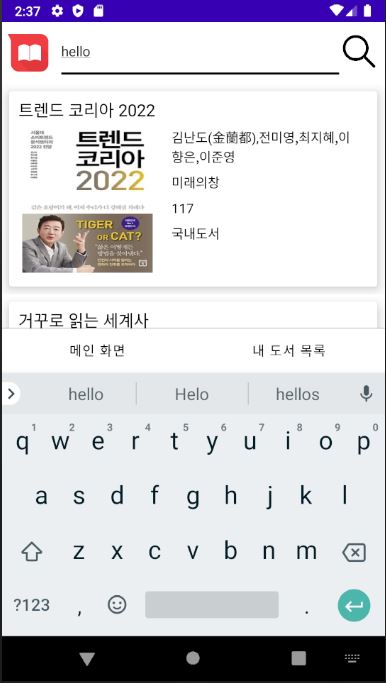 2:37
hello
트렌드 코리아 2022
트렌드
코리아
2022
TIGER
OR CAT?
김난도(金蘭都),전미영,최지혜,이
향은,이준영
미래의창
117
국내도서
거꾸로 읽는 세계사
메인 화면 내 도서 목록
hello Helo hellos
1 2 3 4 5 6 7 8 9 0
q w e r t y u i o p
a s d f g h j k l
z x c v b n m
?123 , .